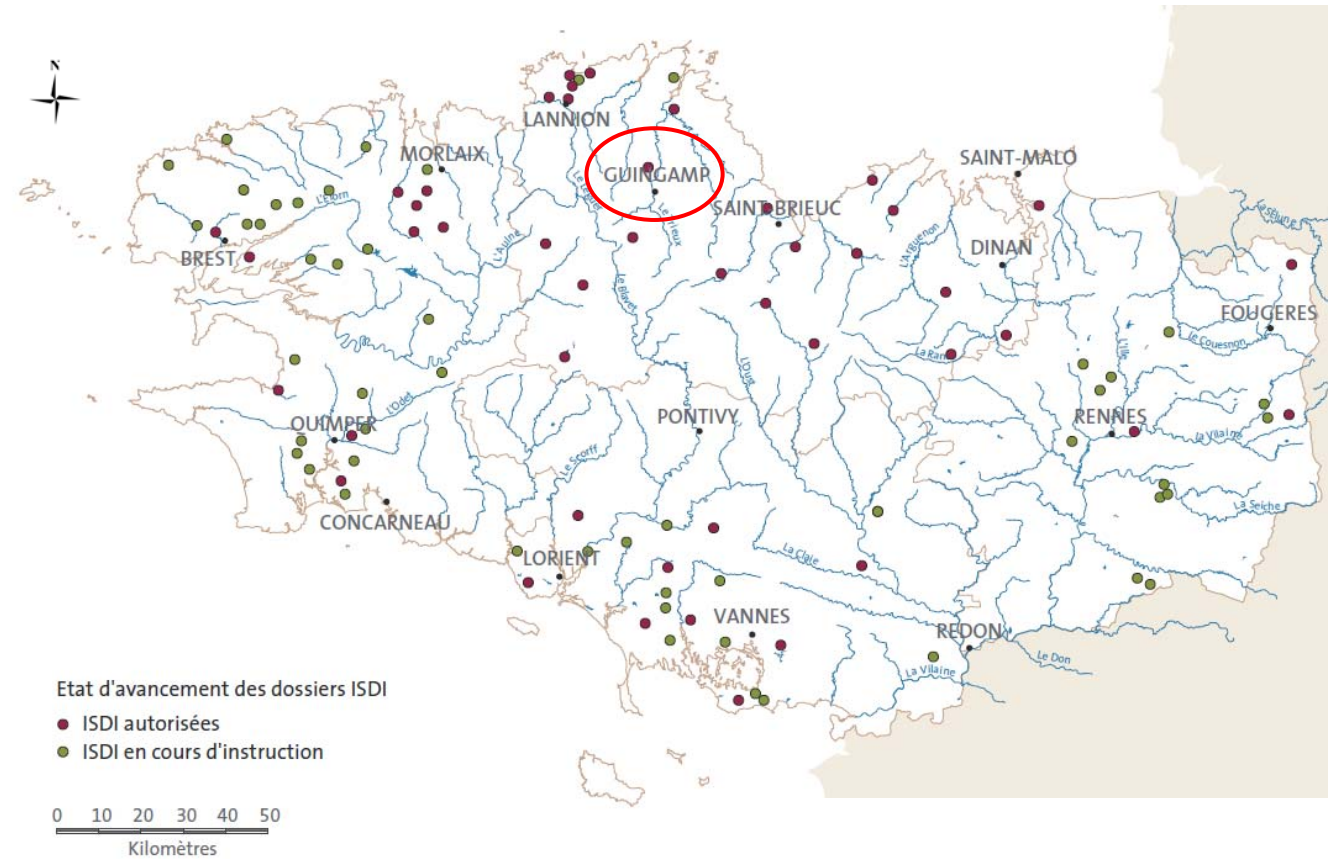 N
LANNION
MORLAIX
SAINT-MALO
GUINGAMP
La Sélune
L'Elorn
Le Léguer
Le Trieux
SAINT-BRIEUC
L'Arguenon
DINAN
BREST
L'Aulne
Le Blavet
FOUGERES
Le Couesnon
L'Ille
La Ran
L'Oust
L'Odet
QUIMPER
PONTIVY
RENNES
La Vilaine
Le Scorff
La Seiche
CONCARNEAU
LORIENT
La Claie
VANNES
REDON
Le Don
La Vilaine
Etat d'avancement des dossiers ISDI
ISDI autorisées
ISDI en cours d'instruction
0 10 20 30 40 50
Kilomètres